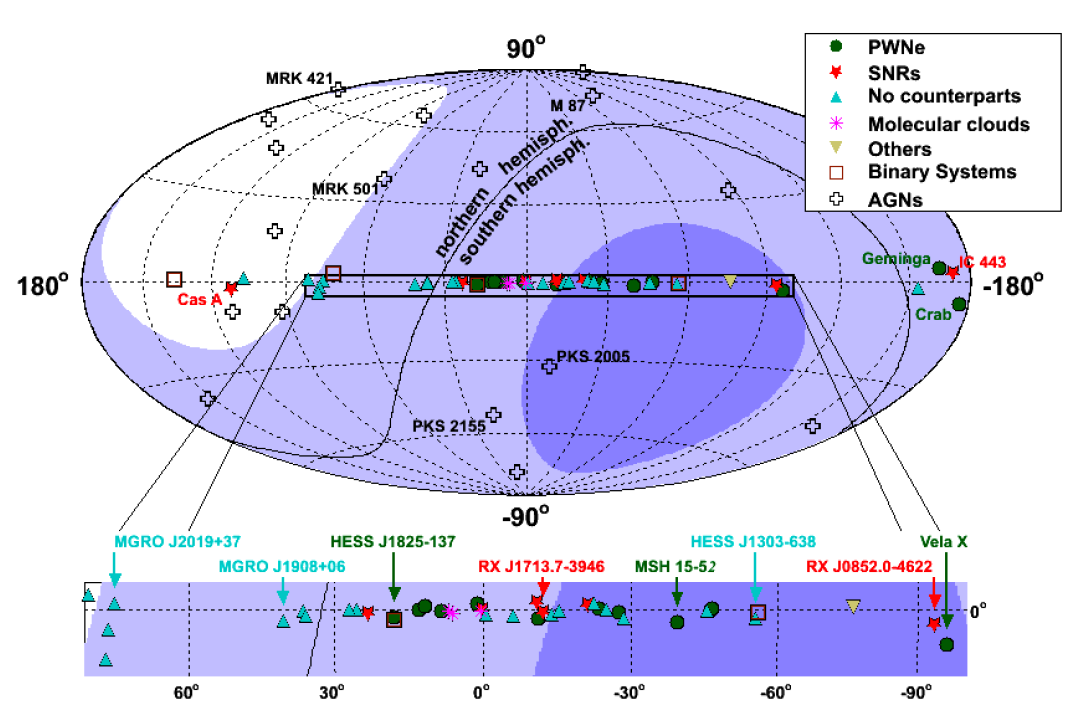 90°
PWNe
SNRs
No counterparts
Molecular clouds
Others
Binary Systems
AGNs
MRK 421
M 87
MRK 501
northern hemisph.
southern hemisph.
Geminga
IC 443
180°
-180°
Cas A
Crab
PKS 2005
PKS 2155
-90°
MGRO J2019+37
HESS J1825-137
HESS J1303-638
Vela X
MGRO J1908+06
RX J1713.7-3946
MSH 15-52
RX J0852.0-4622
0°
60°
30°
0°
-30°
-60°
-90°